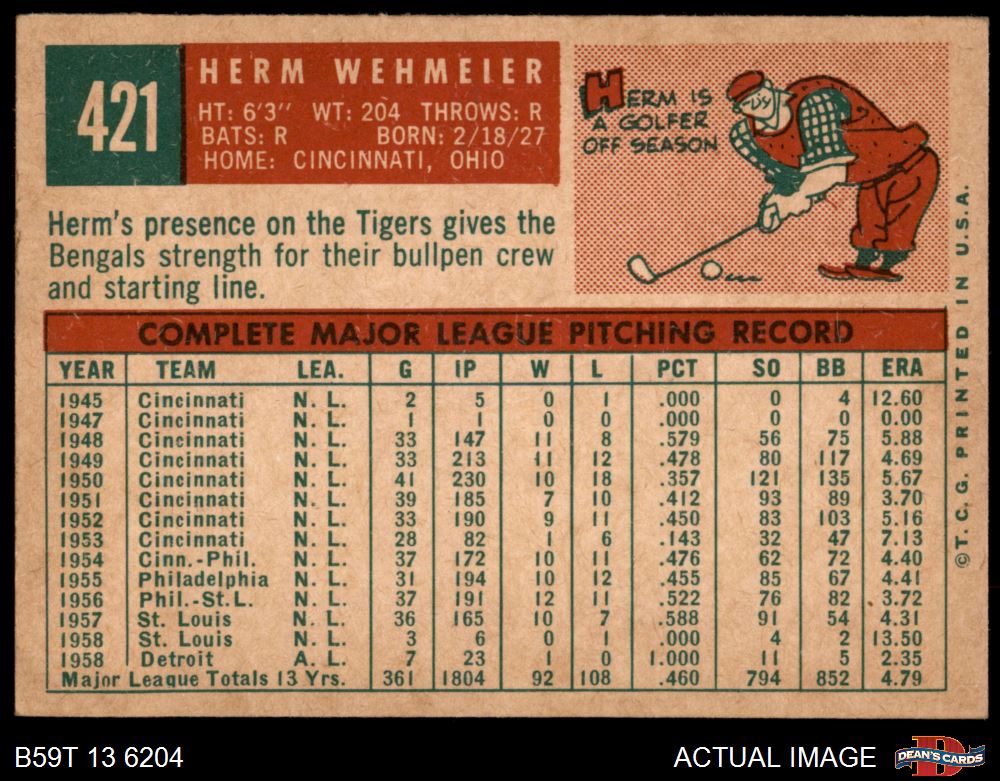 421
HERM WEHMEIER
HT: 6'3" WT: 204 THROWS: R
BATS: R BORN: 2/18/27
HOME: CINCINNATI, OHIO
HERM IS
A GOLFER
OFF SEASON
Herm's presence on the Tigers gives the
Bengals strength for their bullpen crew
and starting line.
COMPLETE MAJOR LEAGUE PITCHING RECORD
YEAR TEAM LEA. G IP W L PCT SO BB ERA
1945 Cincinnati N. L. 2 5 0 1 .000 0 4 12.60
1947 Cincinnati N. L. 1 1 0 0 .000 0 0 0.00
1948 Cincinnati N. L. 33 147 11 8 .579 56 75 5.88
1949 Cincinnati N. L. 33 213 11 12 .478 80 117 4.69
1950 Cincinnati N. L. 41 230 10 18 .357 121 135 5.67
1951 Cincinnati N. L. 39 185 7 10 .412 93 89 3.70
1952 Cincinnati N. L. 33 190 9 11 .450 83 103 5.16
1953 Cincinnati N. L. 28 82 1 6 .143 32 47 7.13
1954 Cinn.-Phil. N. L. 37 172 10 11 .476 62 72 4.40
1955 Philadelphia N. L. 31 194 10 12 .455 85 67 4.41
1956 Phil.-St.L. N. L. 37 191 12 11 .522 76 82 3.72
1957 St. Louis N. L. 36 165 10 7 .588 91 54 4.31
1958 St. Louis N. L. 3 6 0 1 .000 4 2 13.50
1958 Detroit A. L. 7 23 1 0 1.000 11 5 2.35
Major League Totals 13 Yrs. 361 1804 92 108 .460 794 852 4.79
©T.C.G. PRINTED IN U.S.A.
B59T 13 6204
ACTUAL IMAGE
D
DEAN'S CARDS